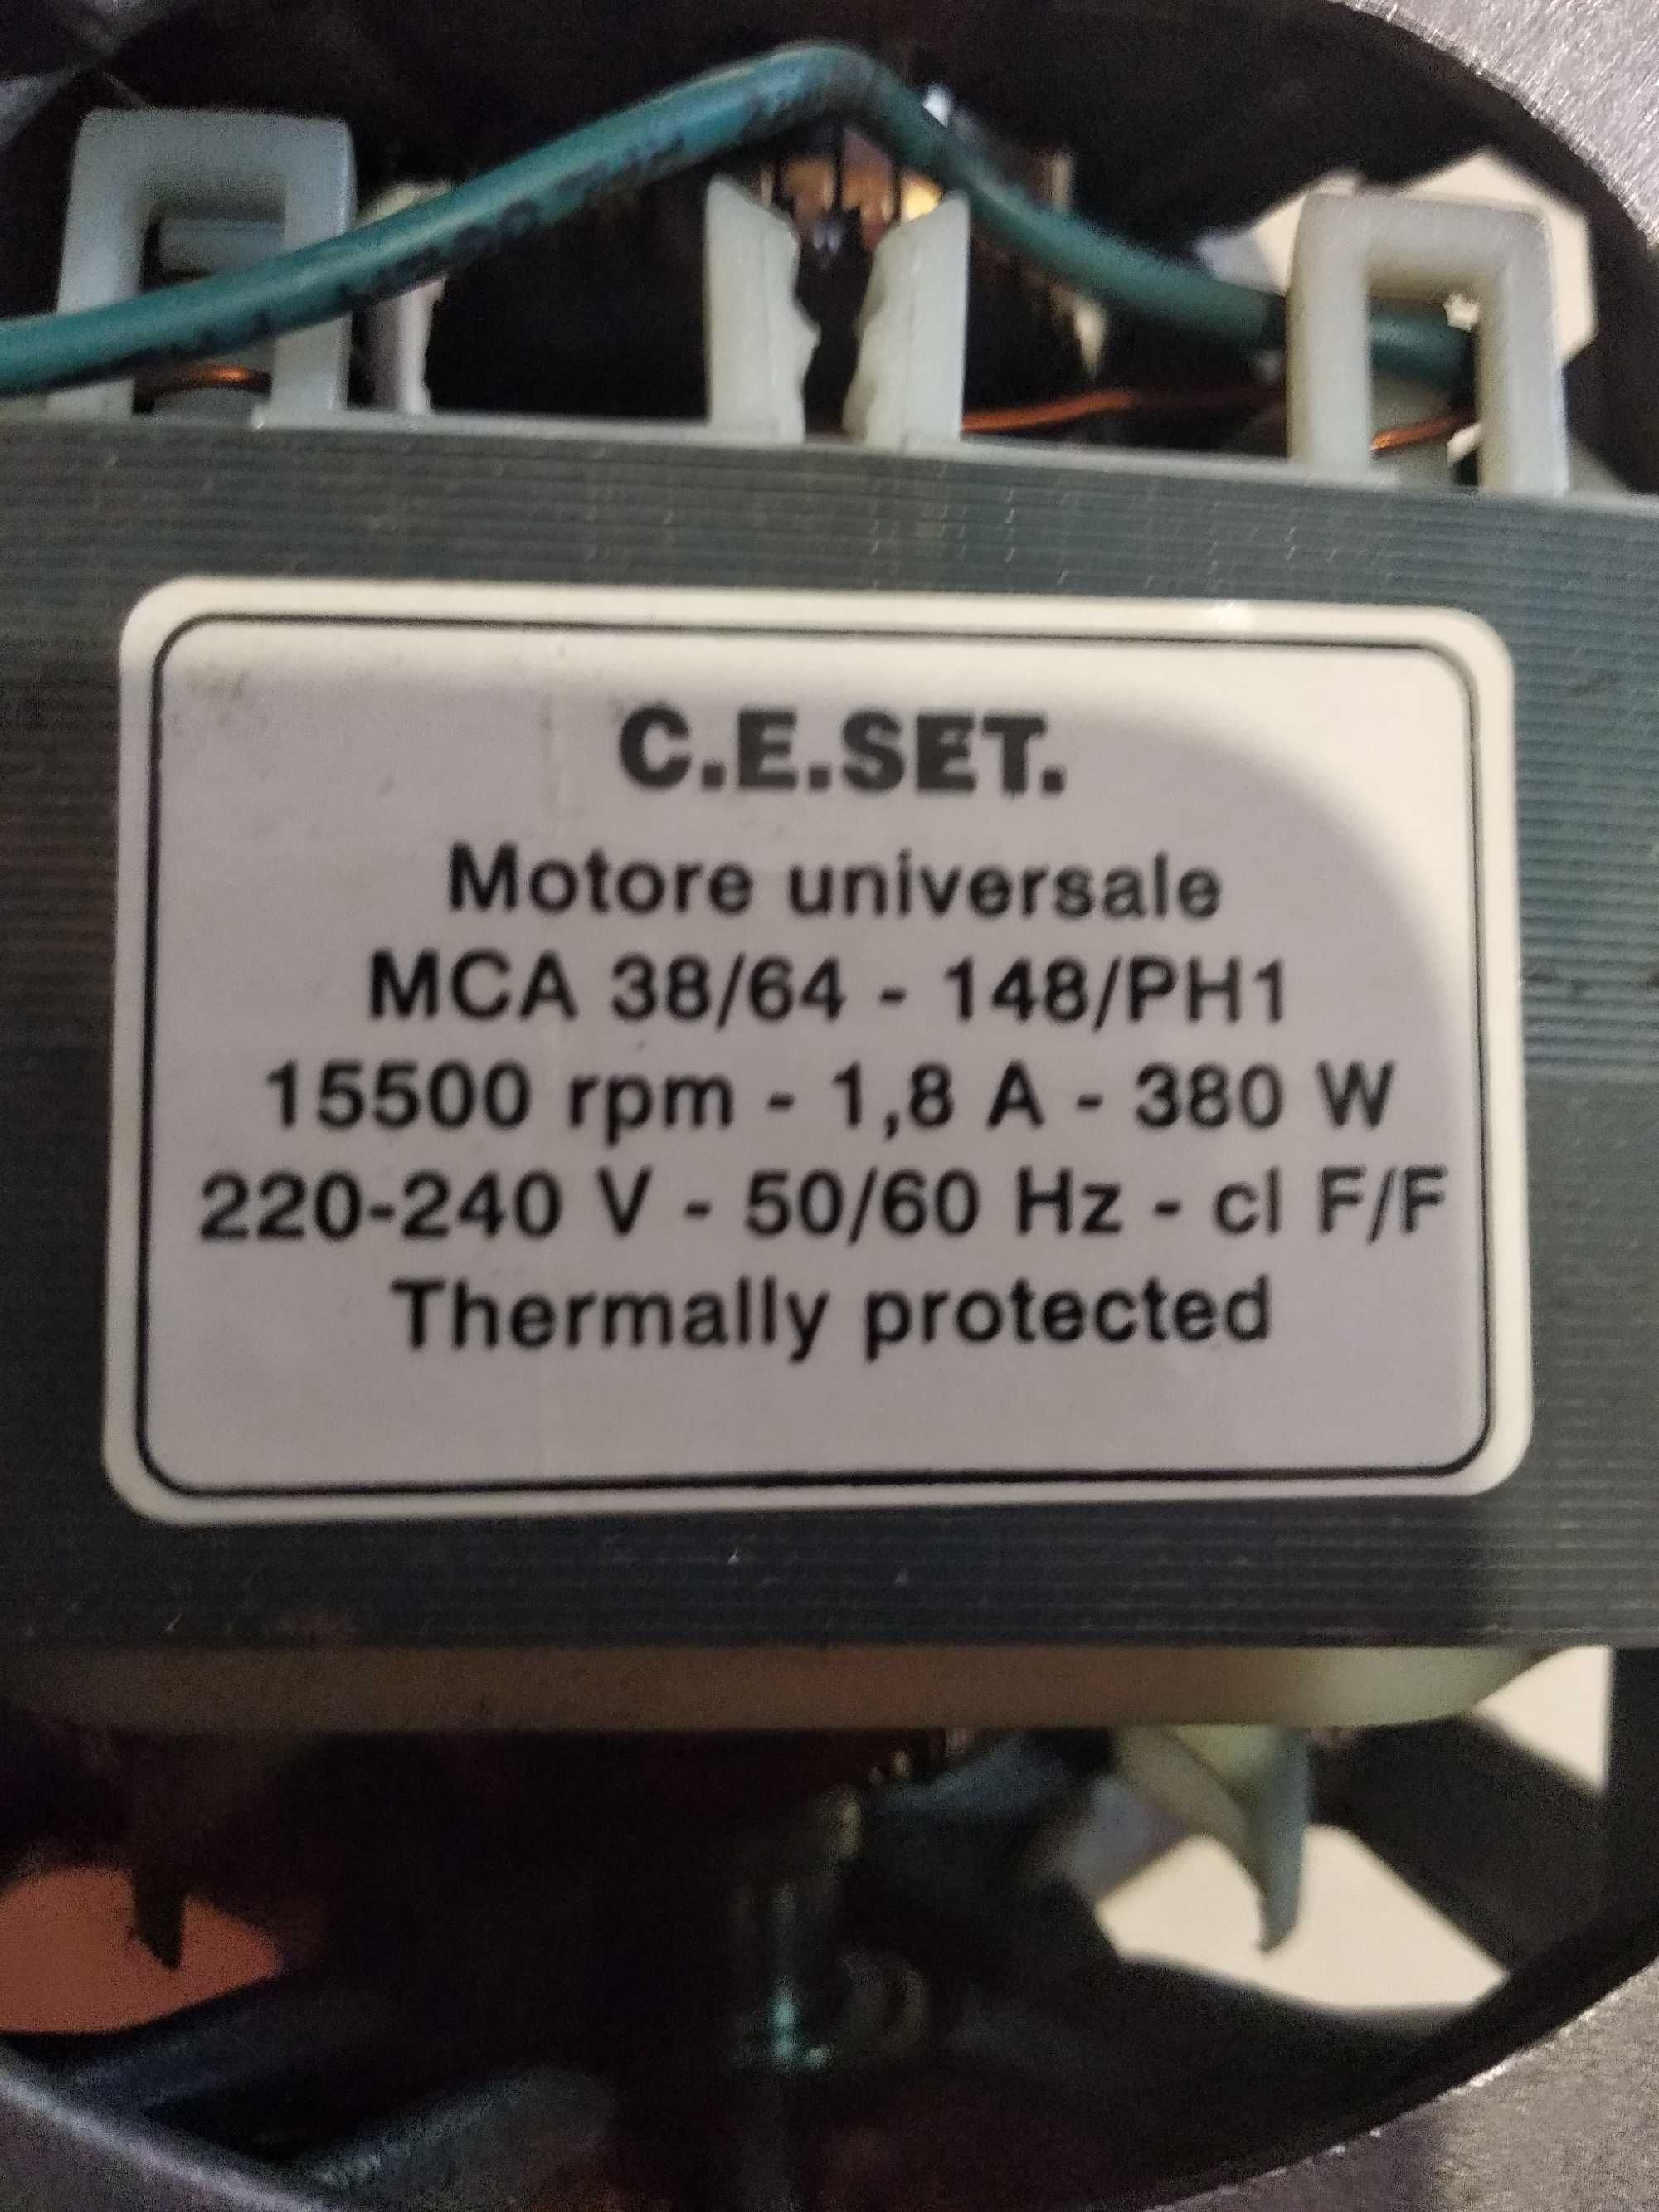 C.E.SET.
Motore universale
MCA 38/64 - 148/PH1
15500 rpm - 1,8 A - 380 W
220-240 V - 50/60 Hz - cl F/F
Thermally protected